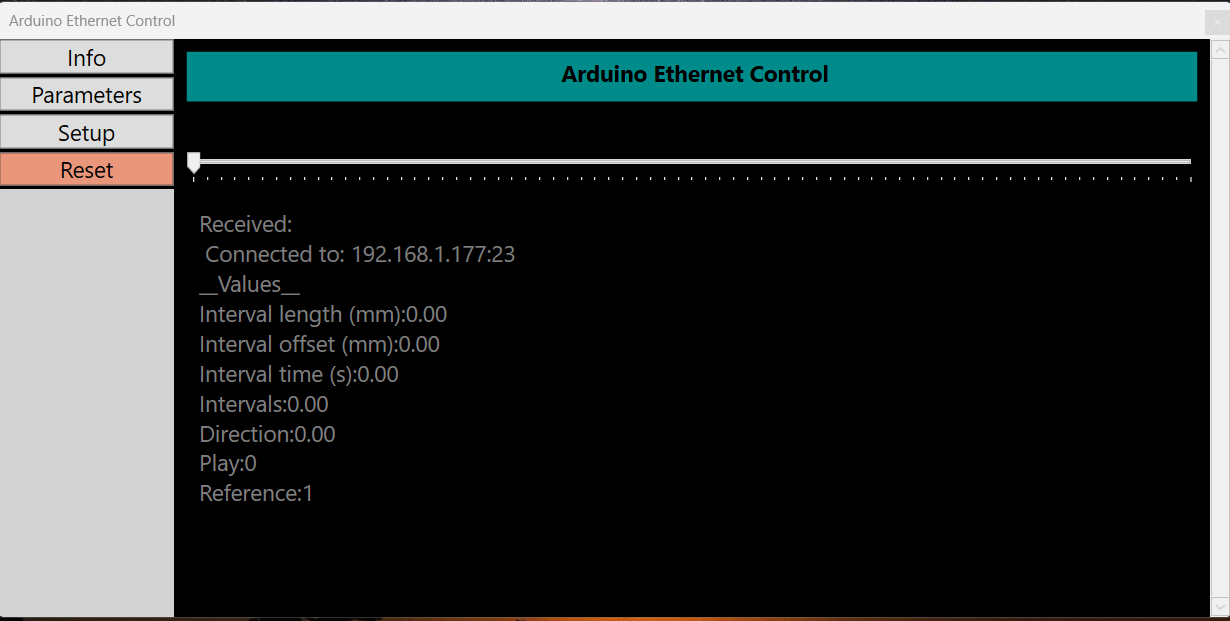 Arduino Ethernet Control
Info
Parameters
Setup
Reset
Arduino Ethernet Control
Received:
Connected to: 192.168.1.177:23
__Values__
Interval length (mm):0.00
Interval offset (mm):0.00
Interval time (s):0.00
Intervals:0.00
Direction:0.00
Play:0
Reference:1